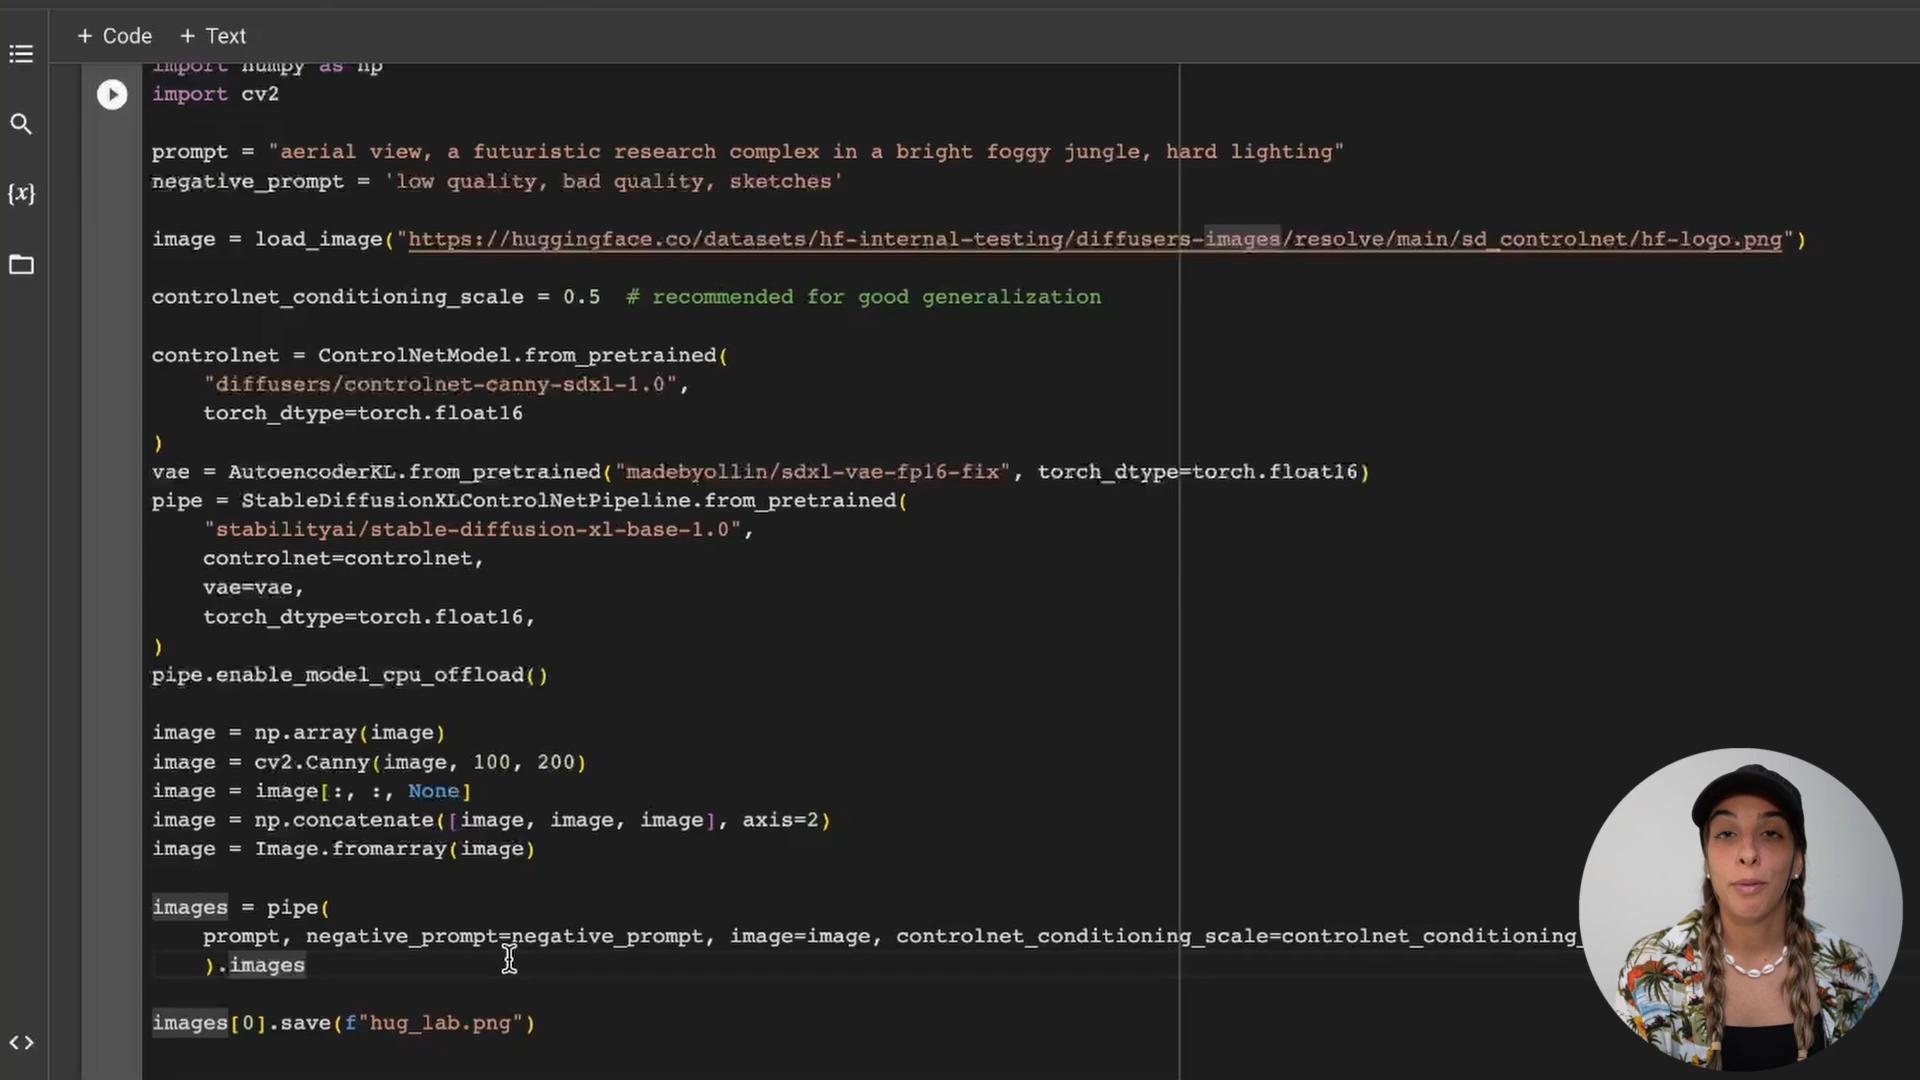 + Code + Text
import numpy as np
import cv2
prompt = "aerial view, a futuristic research complex in a bright foggy jungle, hard lighting"
negative_prompt = 'low quality, bad quality, sketches'
image = load_image("https://huggingface.co/datasets/hf-internal-testing/diffusers-images/resolve/main/sd_controlnet/hf-logo.png")
controlnet_conditioning_scale = 0.5  # recommended for good generalization
controlnet = ControlNetModel.from_pretrained(
    "diffusers/controlnet-canny-sdxl-1.0",
    torch_dtype=torch.float16
)
vae = AutoencoderKL.from_pretrained("madebyollin/sdxl-vae-fp16-fix", torch_dtype=torch.float16)
pipe = StableDiffusionXLControlNetPipeline.from_pretrained(
    "stabilityai/stable-diffusion-xl-base-1.0",
    controlnet=controlnet,
    vae=vae,
    torch_dtype=torch.float16,
)
pipe.enable_model_cpu_offload()
image = np.array(image)
image = cv2.Canny(image, 100, 200)
image = image[:, :, None]
image = np.concatenate([image, image, image], axis=2)
image = Image.fromarray(image)
images = pipe(
    prompt, negative_prompt=negative_prompt, image=image, controlnet_conditioning_scale=controlnet_conditioning_
    ).images
images[0].save(f"hug_lab.png")